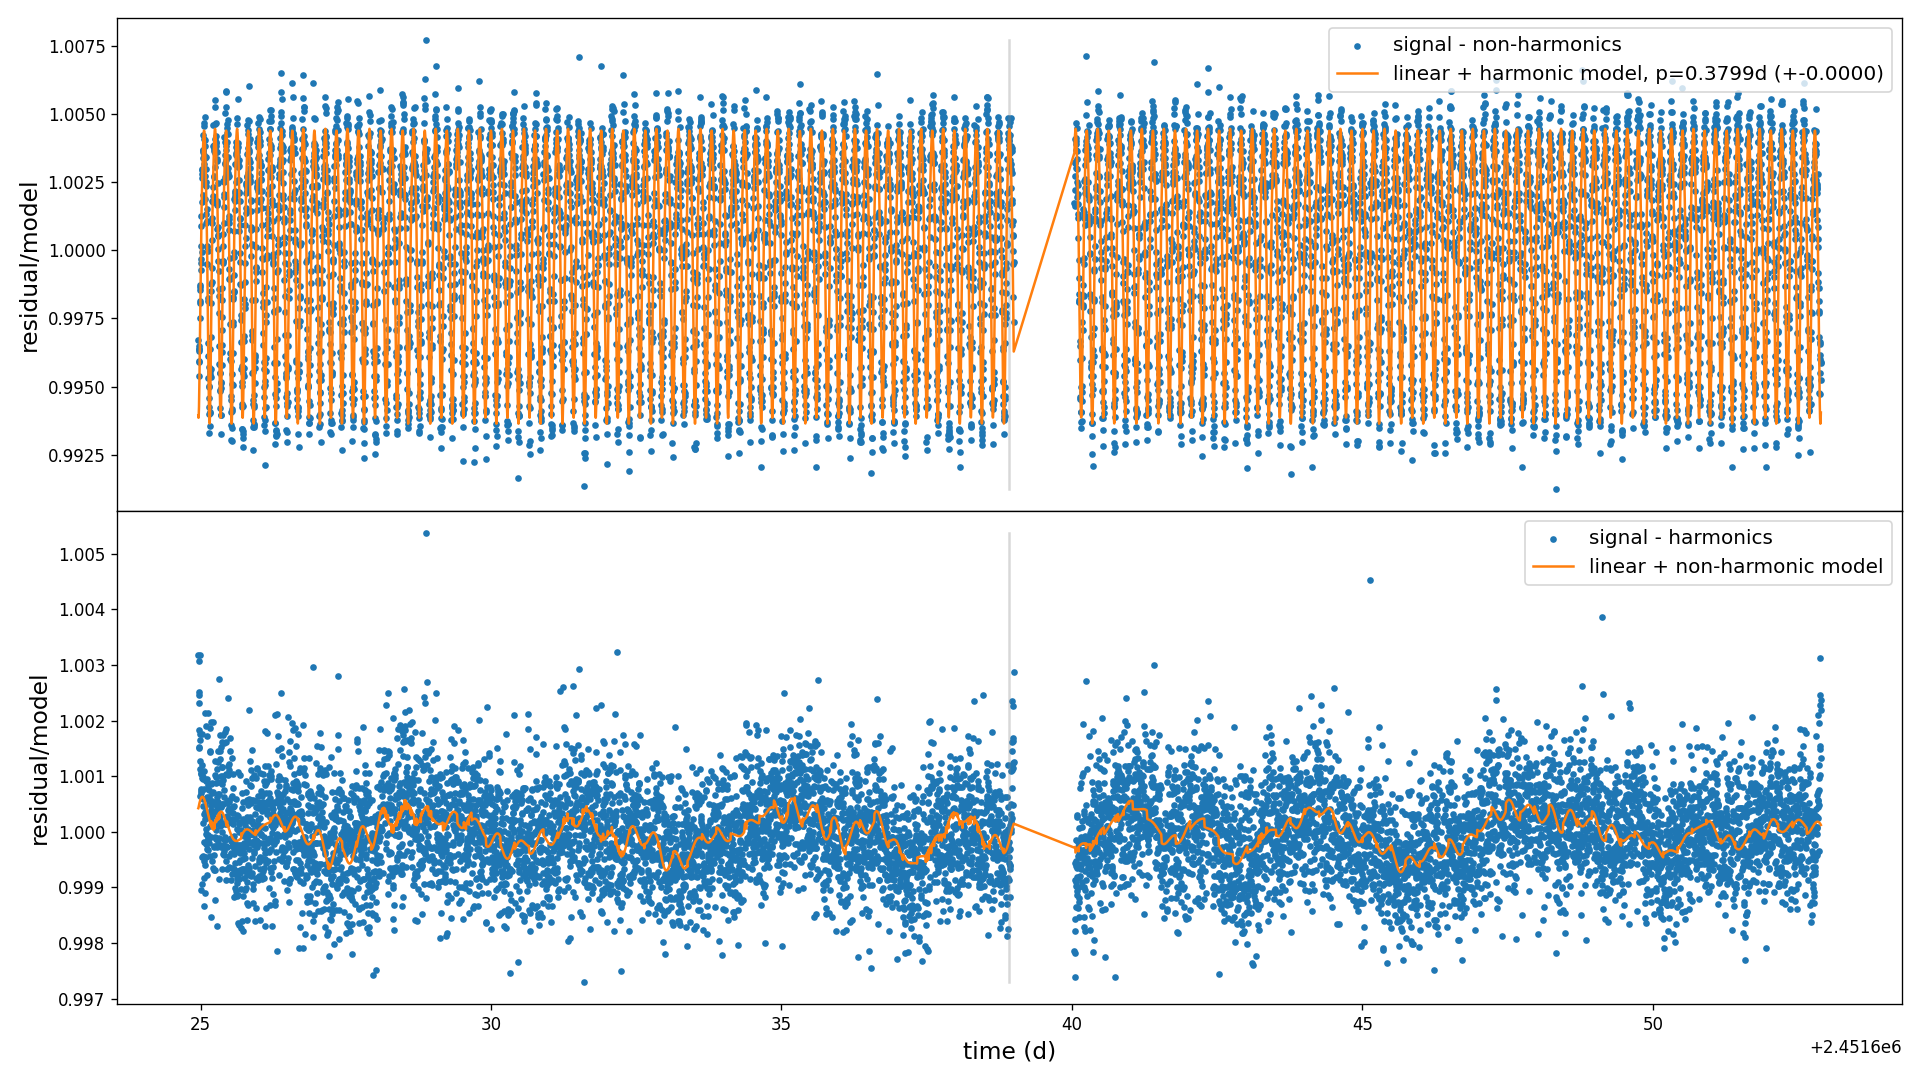 signal - non-harmonics
linear + harmonic model, p=0.3799d (+-0.0000)
1.0075
1.0050
1.0025
1.0000
0.9975
0.9950
0.9925
residual/model
signal - harmonics
linear + non-harmonic model
1.005
1.004
1.003
1.002
1.001
1.000
0.999
0.998
0.997
residual/model
25
30
35
40
45
50
time (d)
+2.4516e6